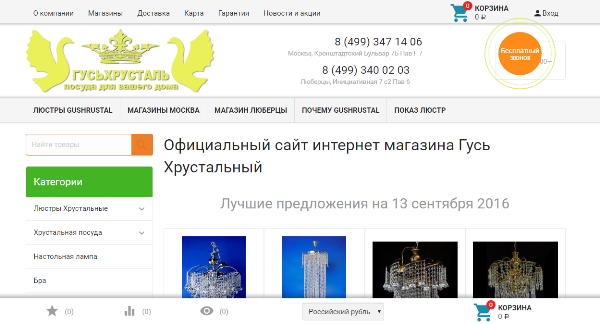 О компании Магазины Доставка Карта Гарантия Новости и акции
0 КОРЗИНА
0 ₽
Вход
ГУСЬХРУСТАЛЬ
посуда для вашего дома
8 (499) 347 14 06
Москва, Кронштадтский Бульвар 7Б Пав Г 7
8 (499) 340 02 03
Люберцы, Инициативная 7 с2 Пав 6
Бесплатный
звонок
ЛЮСТРЫ GUSHRUSTAL МАГАЗИНЫ МОСКВА МАГАЗИН ЛЮБЕРЦЫ ПОЧЕМУ GUSHRUSTAL ПОКАЗ ЛЮСТР
Найти товары
Официальный сайт интернет магазина Гусь
Хрустальный
Категории
Лучшие предложения на 13 сентября 2016
Люстры Хрустальные
Хрустальная посуда
Настольная лампа
Бра
(0) (0) (0) Российский рубль
0 КОРЗИНА
0 ₽